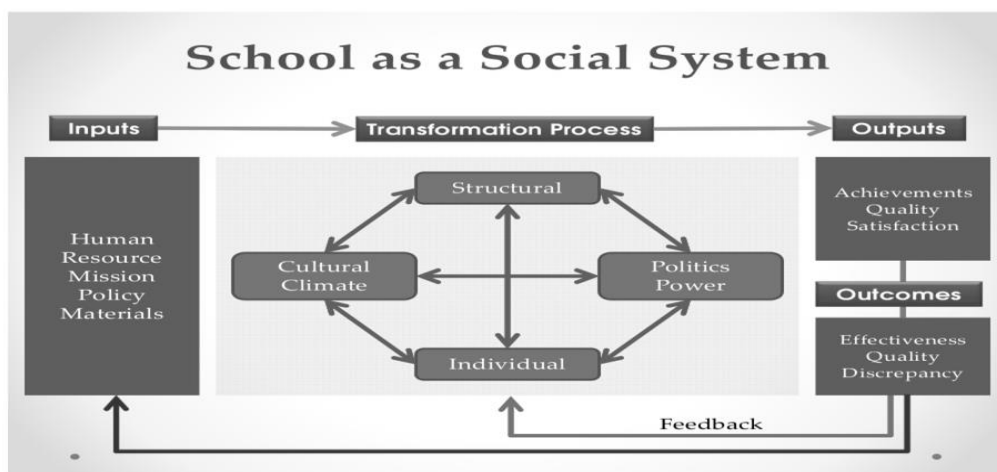 School as a Social System
Inputs
Transformation Process
Outputs
Human
Resource
Mission
Policy
Materials
Structural
Cultural
Climate
Politics
Power
Individual
Achievements
Quality
Satisfaction
Outcomes
Effectiveness
Quality
Discrepancy
Feedback